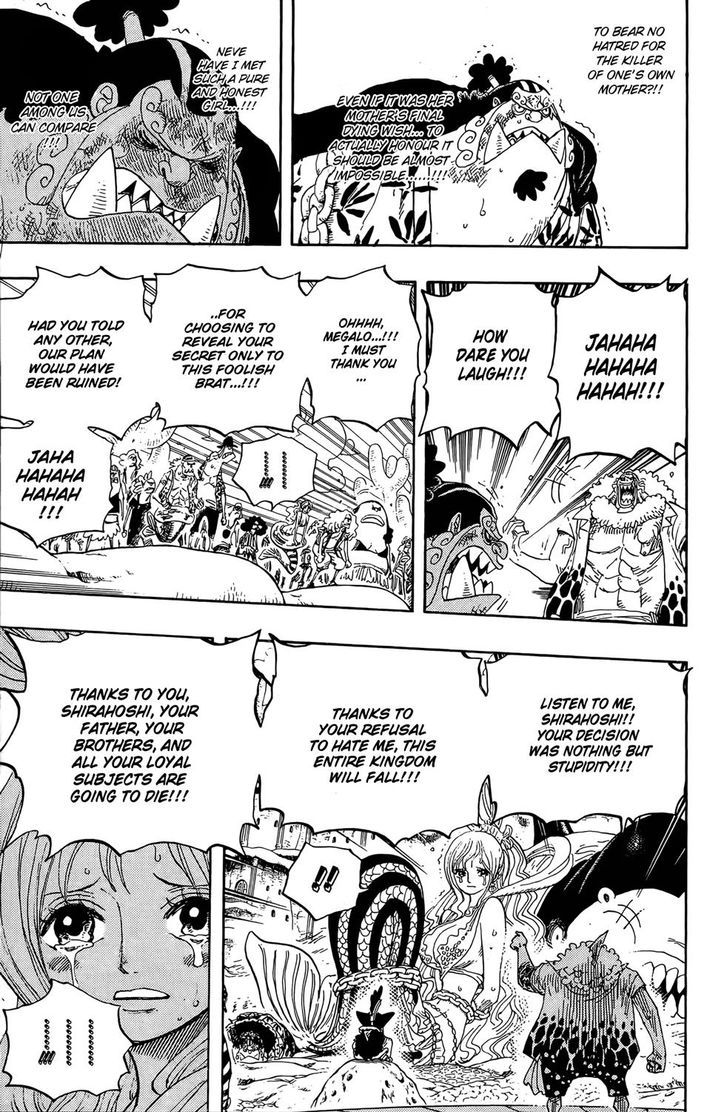 TO BEAR NO
HATRED FOR
THE KILLER
OF ONE'S OWN
MOTHER?!!
EVEN IF IT WAS HER
MOTHER'S FINAL
DYING WISH... TO
ACTUALLY HONOUR IT
SHOULD BE ALMOST
IMPOSSIBLE......!!!
NEVE
HAVE I MET
SUCH A PURE
AND HONEST
GIRL...!!!
NOT ONE
AMONG US,
CAN COMPARE
!!!
JAHAHA
HAHAHA
HAHAH!!!
HOW
DARE YOU
LAUGH!!!
OHHHH,
MEGALO...!!!
I MUST
THANK YOU
...
..FOR
CHOOSING TO
REVEAL YOUR
SECRET ONLY TO
THIS FOOLISH
BRAT...!!!
HAD YOU TOLD
ANY OTHER,
OUR PLAN
WOULD HAVE
BEEN RUINED!
!!!
JAHA
HAHAHA
HAHAH
!!!
LISTEN TO ME,
SHIRAHOSHI!!
YOUR DECISION
WAS NOTHING BUT
STUPIDITY!!!
THANKS TO
YOUR REFUSAL
TO HATE ME, THIS
ENTIRE KINGDOM
WILL FALL!!!
!!
THANKS TO YOU,
SHIRAHOSHI, YOUR
FATHER, YOUR
BROTHERS, AND
ALL YOUR LOYAL
SUBJECTS ARE
GOING TO DIE!!!